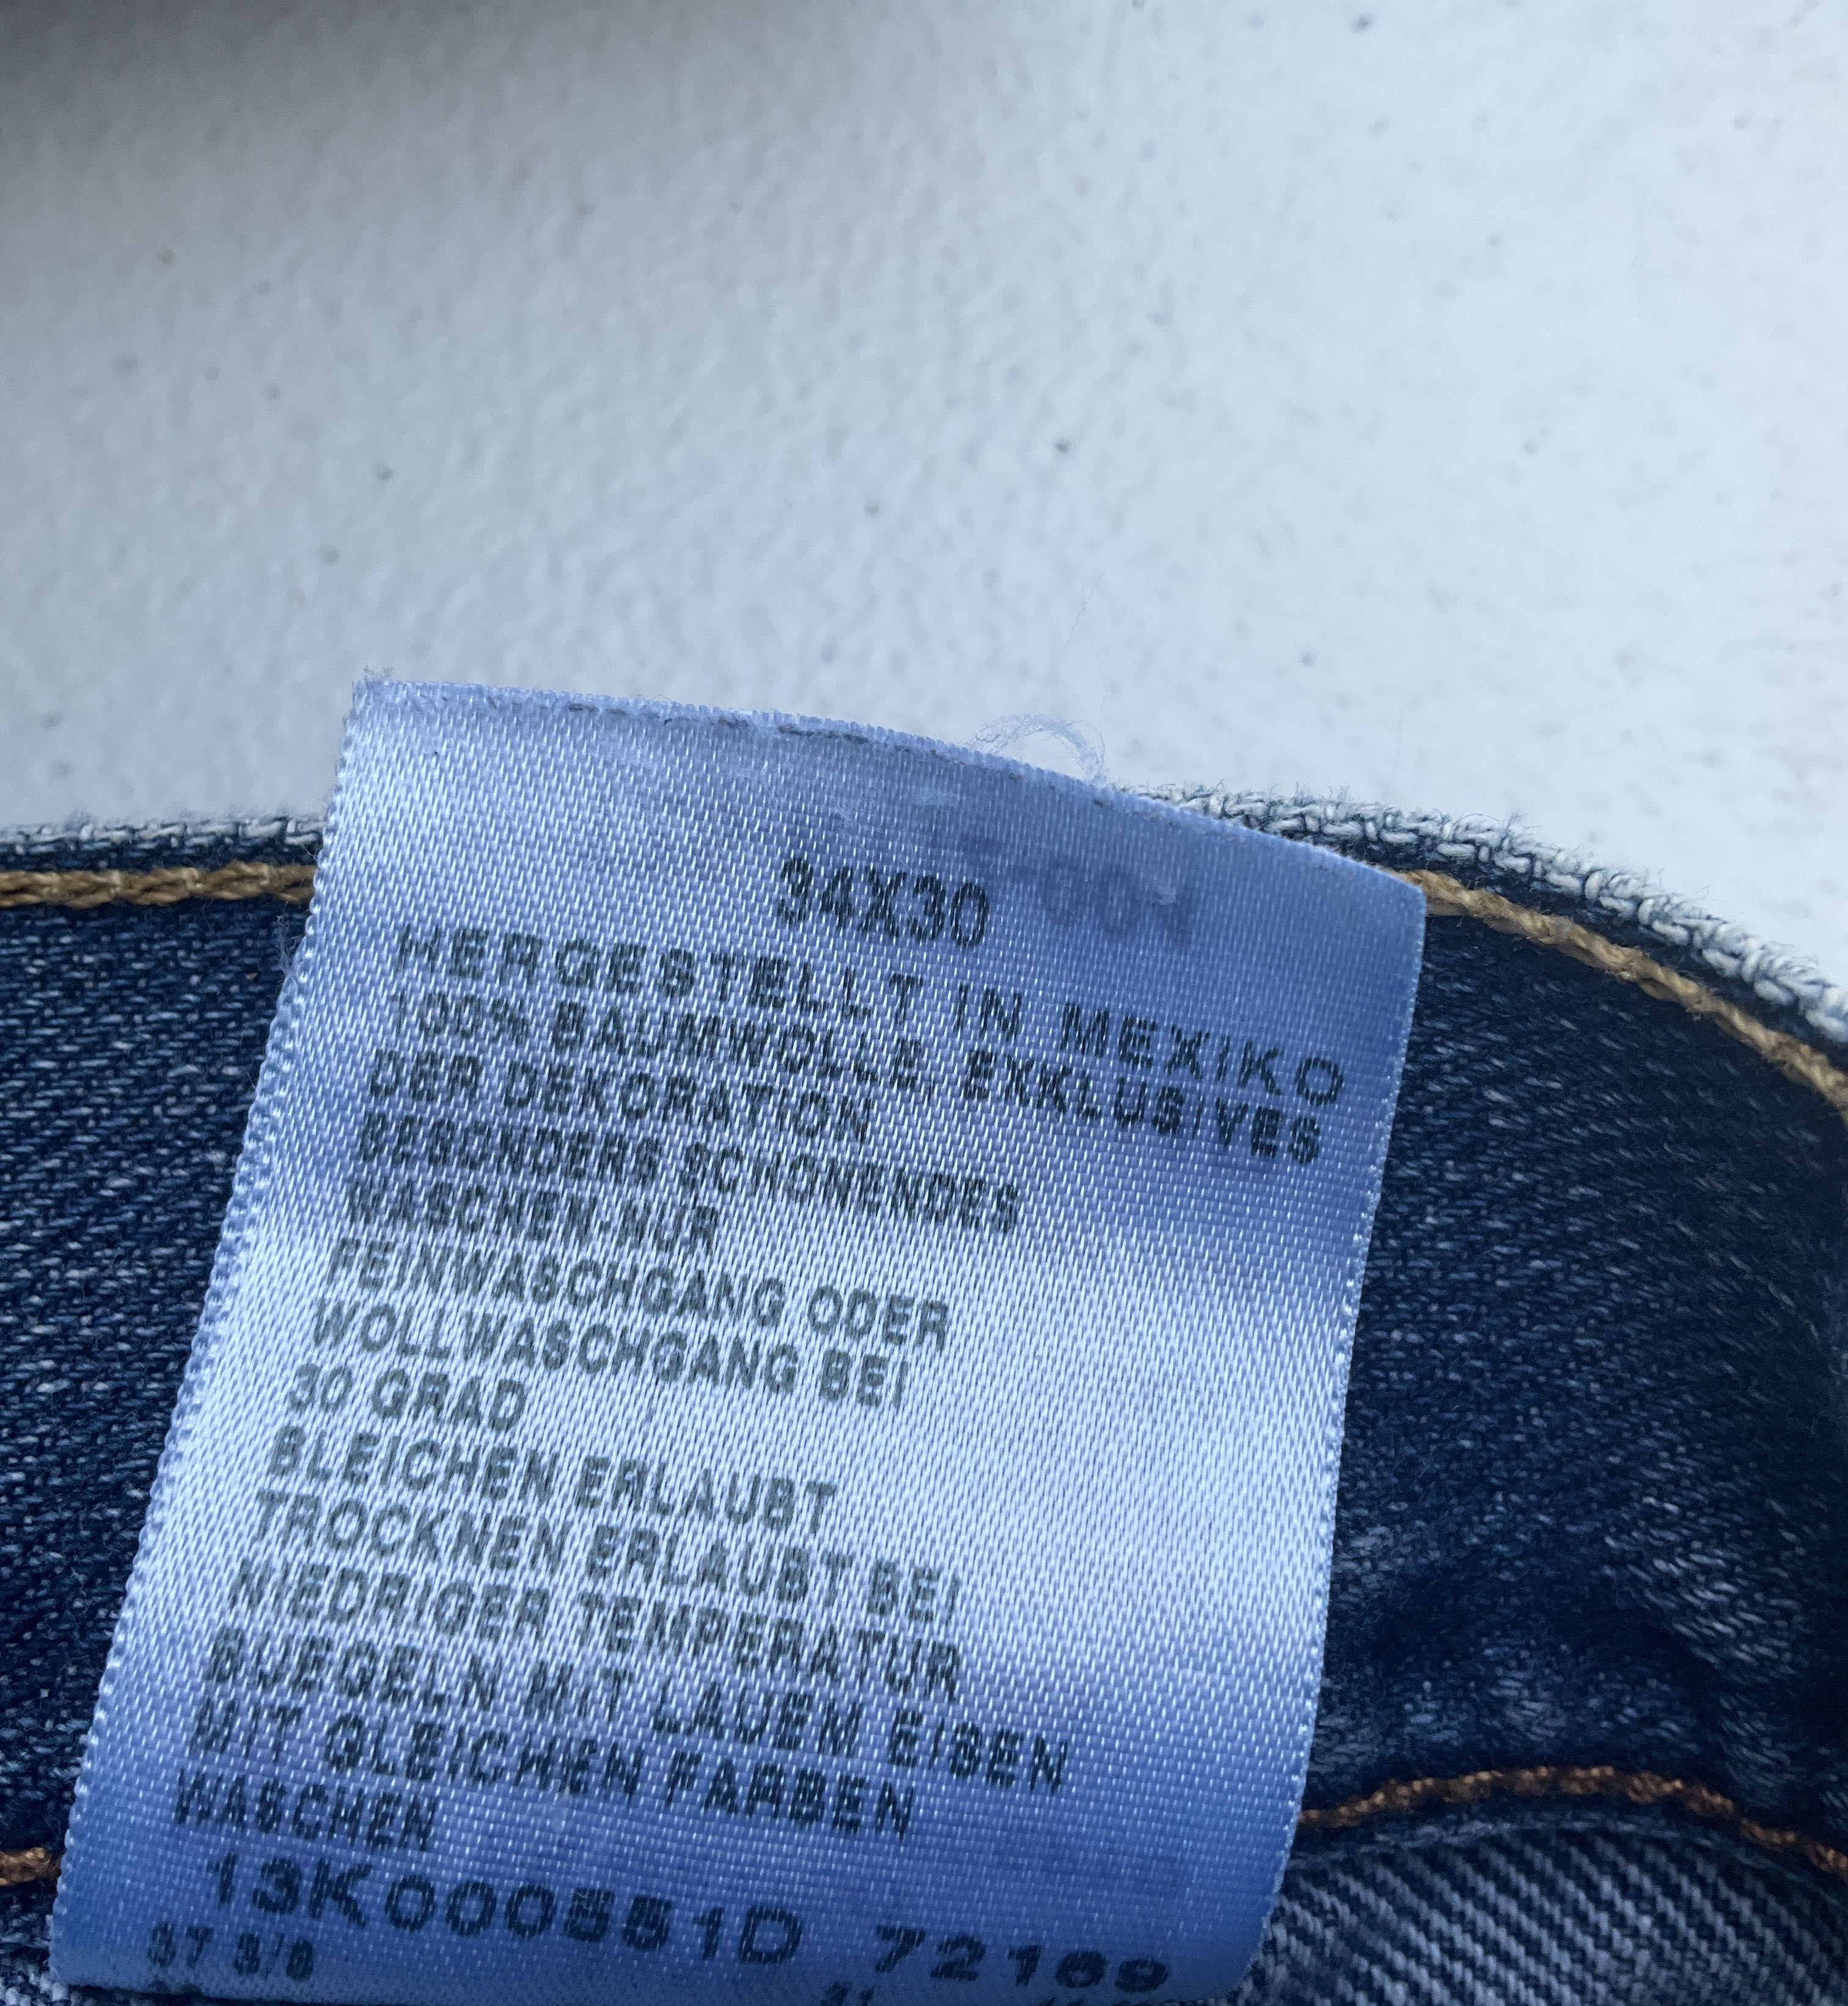 34X30
HERGESTELLT IN MEXIKO
100% BAUMWOLLE, EXKLUSIVES
DER DEKORATION
BESONDERS SCHONENDES
WASCHEN-NUR
FEINWASCHGANG ODER
WOLLWASCHGANG BEI
30 GRAD
BLEICHEN ERLAUBT
TROCKNEN ERLAUBT BEI
NIEDRIGER TEMPERATUR
BUEGELN MIT LAUEM EISEN
MIT GLEICHEN FARBEN
WASCHEN
13K000551D 72169